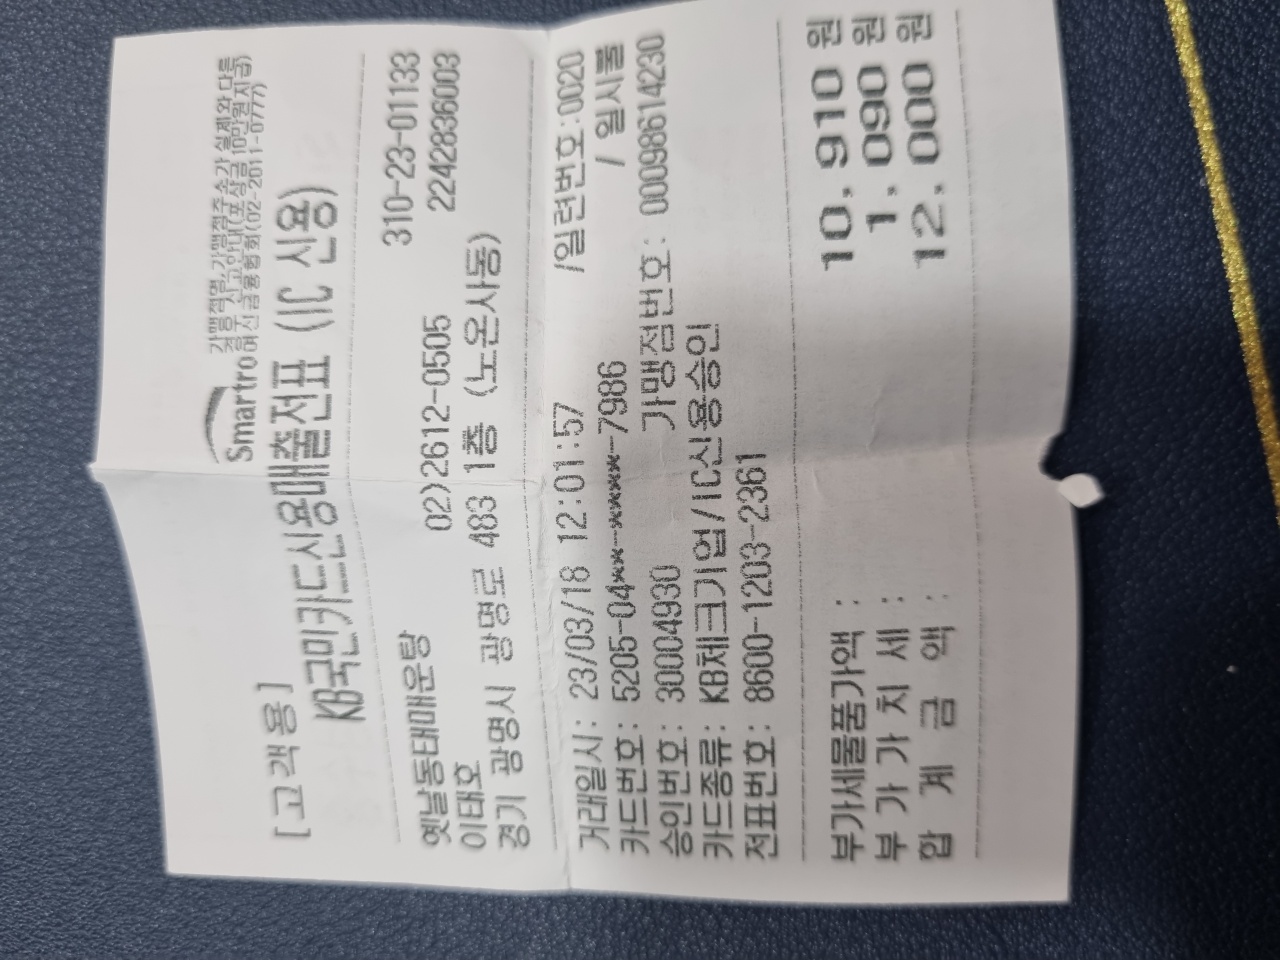 가맹점명,가맹점주소가 실제와 다른
경우 신고안내(포상금 10만원지급)
Smartro 여신금융협회(02-2011-0777)
[고객용]
KB국민카드신용매출전표 (IC 신용)
310-23-01133
옛날동태매운탕 02)2612-0505 2242836003
이태호
경기 광명시 광명로 483 1층 (노온사동)
거래일시: 23/03/18 12:01:57 /일련번호:0020
카드번호: 5205-04**-****-7986 / 일시불
승인번호: 30004930 가맹점번호: 00098614230
카드종류: KB체크기업/IC신용승인
전표번호: 8600-1203-2361
부가세물품가액: 10,910 원
부 가 가 치 세: 1,090 원
합 계 금 액: 12,000 원